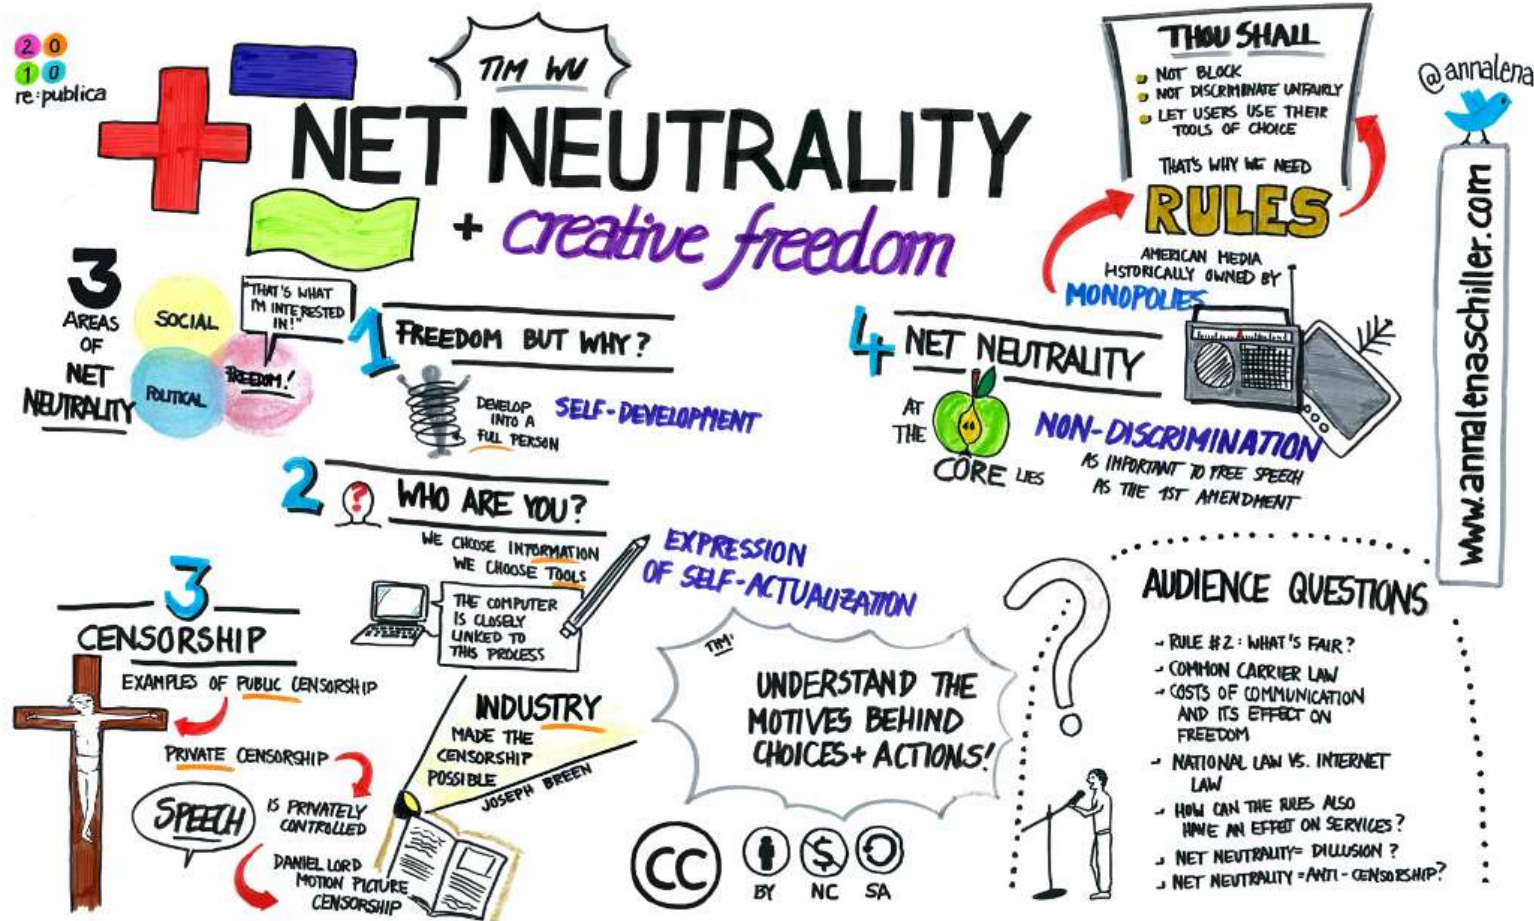 20
10
re:publica
TIM WU
NET NEUTRALITY
+ creative freedom
3
AREAS
OF
NET
NEUTRALITY
SOCIAL
POLITICAL
FREEDOM!
"THAT'S WHAT
I'M INTERESTED
IN!"
1 FREEDOM BUT WHY?
DEVELOP
INTO A
FULL PERSON
SELF-DEVELOPMENT
2 ? WHO ARE YOU?
WE CHOOSE INFORMATION
WE CHOOSE TOOLS
THE COMPUTER
IS CLOSELY
LINKED TO
THIS PROCESS
EXPRESSION
OF SELF-ACTUALIZATION
3
CENSORSHIP
EXAMPLES OF PUBLIC CENSORSHIP
PRIVATE CENSORSHIP
SPEECH
IS PRIVATELY
CONTROLLED
DANIEL LORD
MOTION PICTURE
CENSORSHIP
INDUSTRY
MADE THE
CENSORSHIP
POSSIBLE
JOSEPH BREEN
4 NET NEUTRALITY
AT
THE
CORE LIES
NON-DISCRIMINATION
AS IMPORTANT TO FREE SPEECH
AS THE 1ST AMENDMENT
AMERICAN MEDIA
HISTORICALLY OWNED BY
MONOPOLIES
THAT'S WHY WE NEED
RULES
THOU SHALL
NOT BLOCK
NOT DISCRIMINATE UNFAIRLY
LET USERS USE THEIR
TOOLS OF CHOICE
TIM:
UNDERSTAND THE
MOTIVES BEHIND
CHOICES + ACTIONS!
CC
BY NC SA
?
AUDIENCE QUESTIONS
- RULE #2: WHAT'S FAIR?
- COMMON CARRIER LAW
- COSTS OF COMMUNICATION
AND ITS EFFECT ON
FREEDOM
- NATIONAL LAW VS. INTERNET
LAW
- HOW CAN THE RULES ALSO
HAVE AN EFFECT ON SERVICES?
- NET NEUTRALITY = DILLUSION?
- NET NEUTRALITY = ANTI-CENSORSHIP?
@annalena
www.annalenaschiller.com